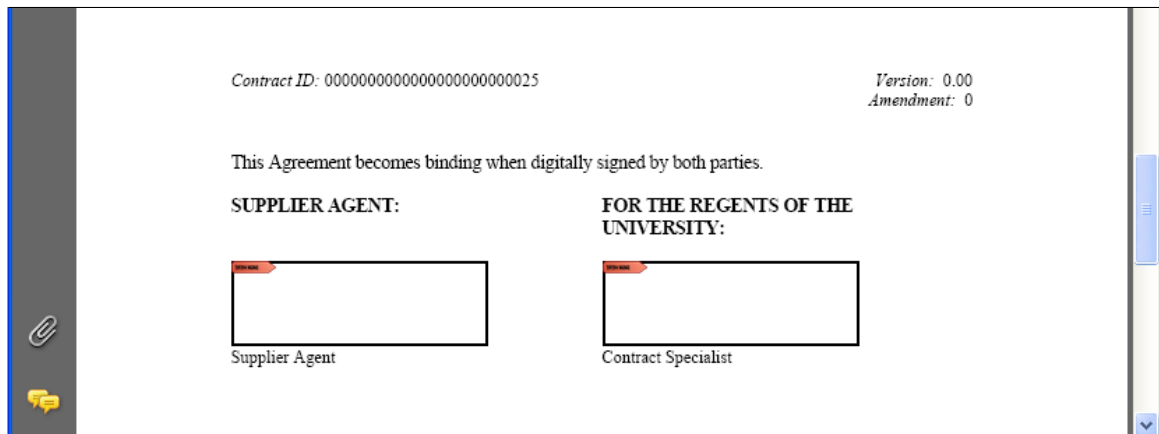 Contract ID: 0000000000000000000000025
Version: 0.00
Amendment: 0
This Agreement becomes binding when digitally signed by both parties.
SUPPLIER AGENT:
FOR THE REGENTS OF THE
UNIVERSITY:
Supplier Agent
Contract Specialist